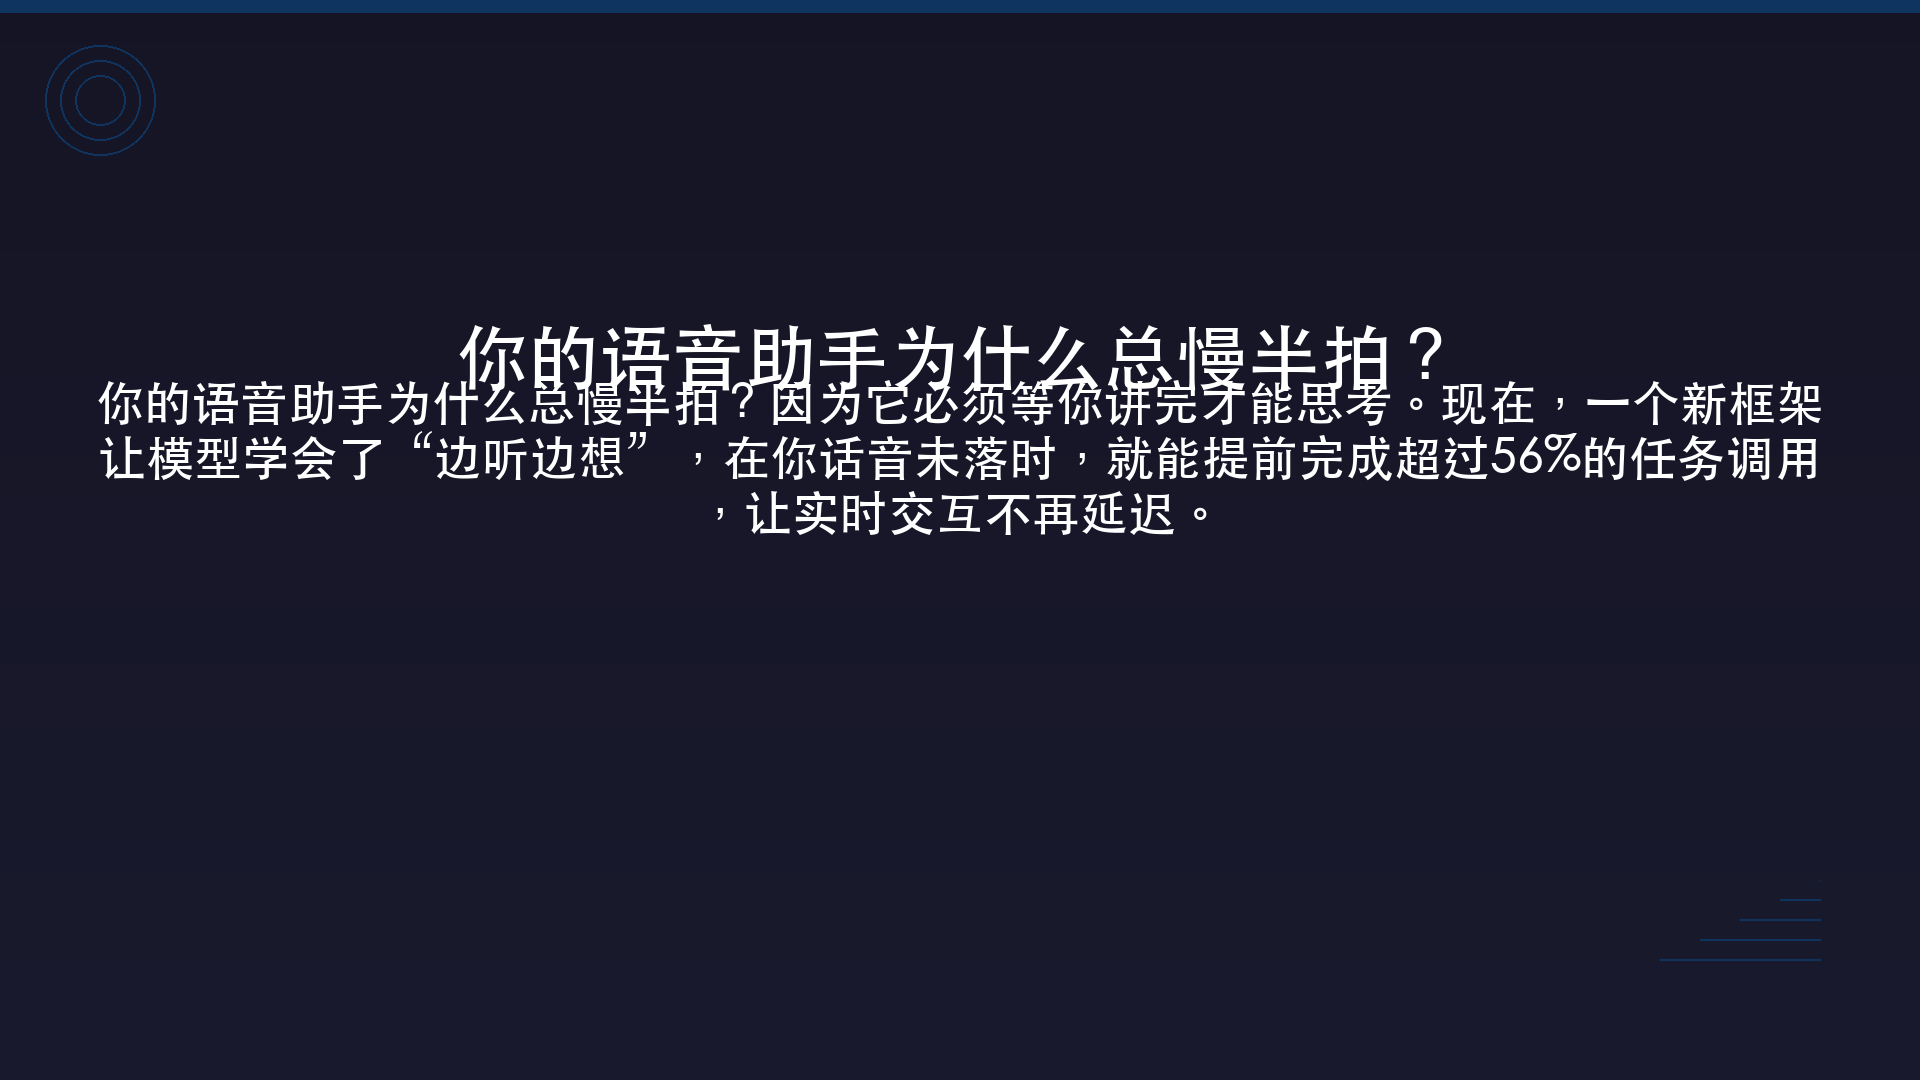 你的语音助手为什么总慢半拍？
你的语音助手为什么总慢半拍？因为它必须等你讲完才能思考。现在，一个新框架
让模型学会了“边听边想”，在你话音未落时，就能提前完成超过56%的任务调用
，让实时交互不再延迟。